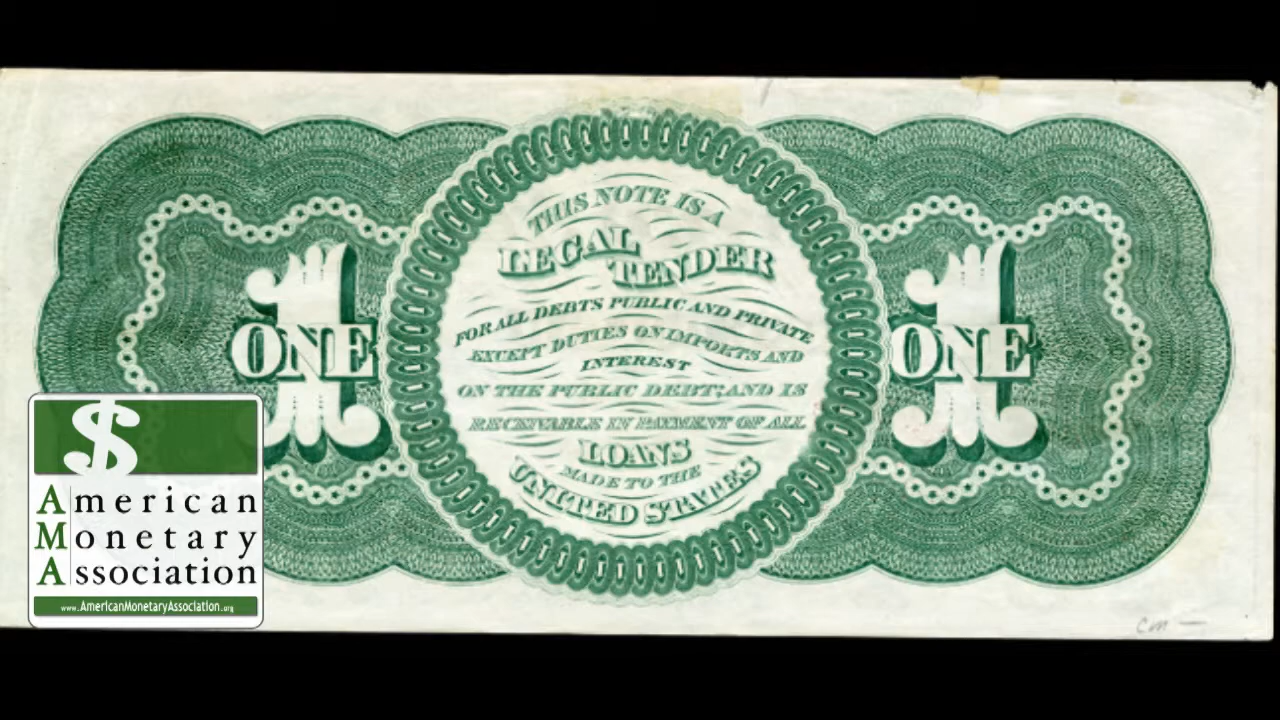 THIS NOTE IS A
LEGAL
TENDER
FOR ALL DEBTS PUBLIC AND PRIVATE
EXCEPT DUTIES ON IMPORTS AND
INTEREST
ON THE PUBLIC DEBT; AND IS
RECEIVABLE IN PAYMENT OF ALL
LOANS
MADE TO THE
UNITED STATES
1
ONE
1
ONE
$
American
Monetary
Association
www.AmericanMonetaryAssociation.org